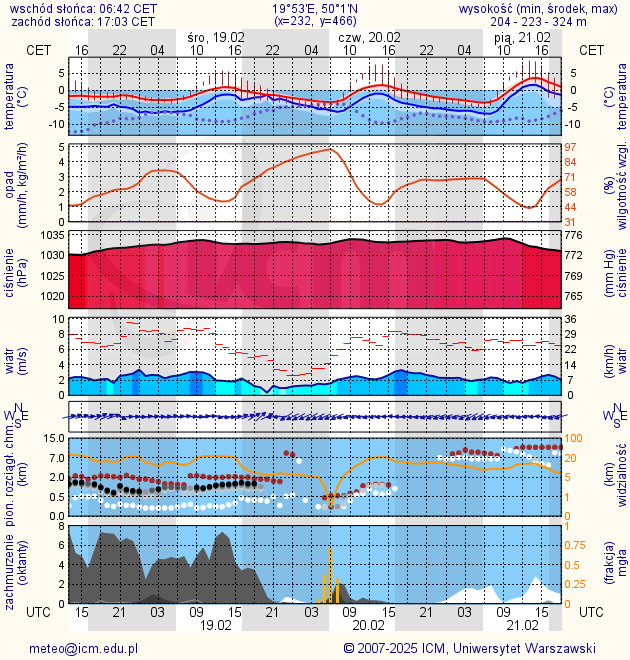 wschód słońca: 06:42 CET 19°53'E, 50°1'N wysokość (min, środek, max)
zachód słońca: 17:03 CET (x=232, y=466) 204 - 223 - 324 m
śro, 19.02 czw, 20.02 pią, 21.02
CET 16 22 04 10 16 22 04 10 16 22 04 10 16 CET
temperatura (°C) 5 0 -5 -10 5 0 -5 -10 (°C) temperatura
opad (mm/h, kg/m²/h) 5 4 3 2 1 0 97 84 71 58 44 31 (%) wilgotność wzgl.
ciśnienie (hPa) 1035 1030 1025 1020 776 772 769 765 (mm Hg) ciśnienie
wiatr (m/s) 10 8 6 4 2 0 36 29 22 14 7 0 (km/h) wiatr
N W E S N W E S
pion. rozciągł. chm. (km) 15.0 7.0 2.0 0.5 0.0 100 20 5 1 0 (km) widzialność
zachmurzenie (oktanty) 8 6 4 2 0 1 0.75 0.5 0.25 0 (frakcja) mgła
UTC 15 21 03 09 15 21 03 09 15 21 03 09 15 UTC
19.02 20.02 21.02
meteo@icm.edu.pl © 2007-2025 ICM, Uniwersytet Warszawski